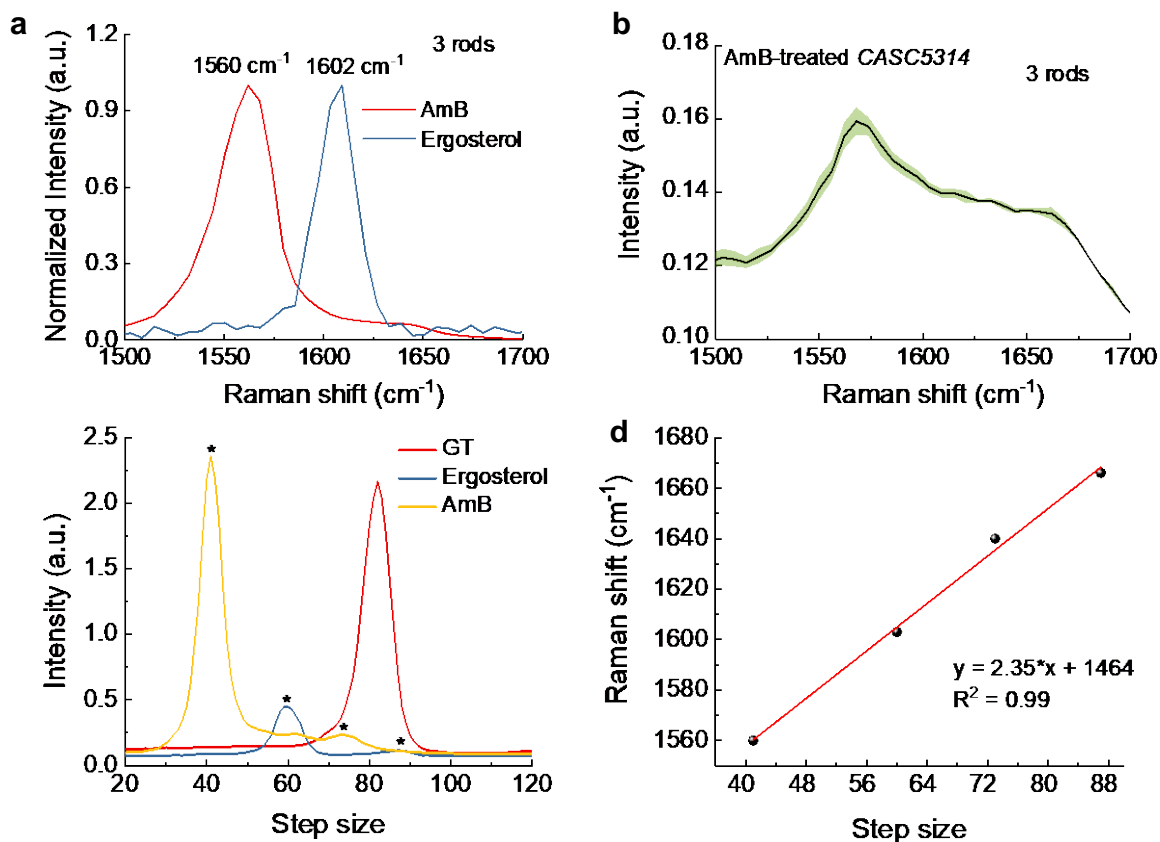 a
1.2
0.9
0.6
0.3
0.0
Normalized Intensity (a.u.)
3 rods
1560 cm⁻¹ 1602 cm⁻¹
AmB
Ergosterol
1500 1550 1600 1650 1700
Raman shift (cm⁻¹)
b
0.18
0.16
0.14
0.12
0.10
Intensity (a.u.)
AmB-treated CASC5314
3 rods
1500 1550 1600 1650 1700
Raman shift (cm⁻¹)
2.5
2.0
1.5
1.0
0.5
0.0
Intensity (a.u.)
GT
Ergosterol
AmB
*
*
*
*
20 40 60 80 100 120
Step size
d
1680
1660
1640
1620
1600
1580
1560
Raman shift (cm⁻¹)
y = 2.35*x + 1464
R² = 0.99
40 48 56 64 72 80 88
Step size